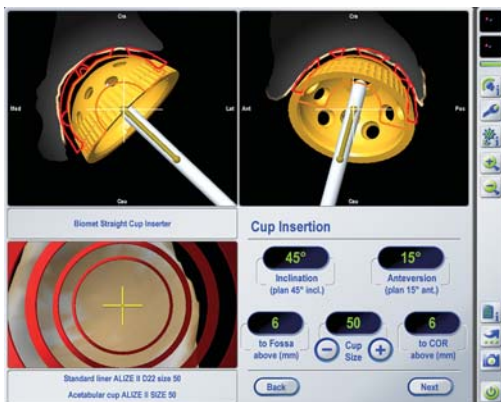 Cra
Cra
Med
Lat
Ant
Pos
Cau
Cau
Biomet Straight Cup Inserter
Cup Insertion
45°
15°
Inclination
(plan 45° incl.)
Anteversion
(plan 15° ant.)
6
50
6
to Fossa
above (mm)
Cup
Size
to COR
above (mm)
Standard liner ALIZE II D22 size 50
Acetabular cup ALIZE II SIZE 50
Back
Next